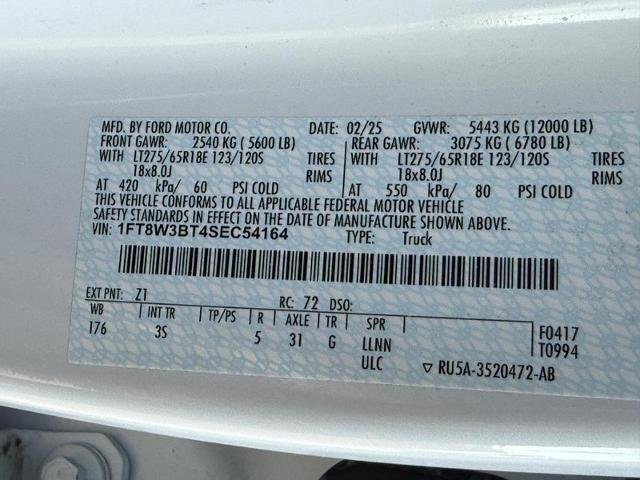 MFD. BY FORD MOTOR CO. DATE: 02/25 GVWR: 5443 KG (12000 LB)
FRONT GAWR: 2540 KG ( 5600 LB) REAR GAWR: 3075 KG ( 6780 LB)
WITH LT275/65R18E 123/120S TIRES WITH LT275/65R18E 123/120S TIRES
18x8.0J RIMS 18x8.0J RIMS
AT 420 kPa/ 60 PSI COLD AT 550 kPa/ 80 PSI COLD
THIS VEHICLE CONFORMS TO ALL APPLICABLE FEDERAL MOTOR VEHICLE
SAFETY STANDARDS IN EFFECT ON THE DATE OF MANUFACTURE SHOWN ABOVE.
VIN: 1FT8W3BT4SEC54164 TYPE: Truck
EXT PNT: Z1 RC: 72 DSO:
WB INT TR TP/PS R AXLE TR SPR F0417
176 3S 5 31 G LLNN T0994
ULC ▽ RU5A-3520472-AB